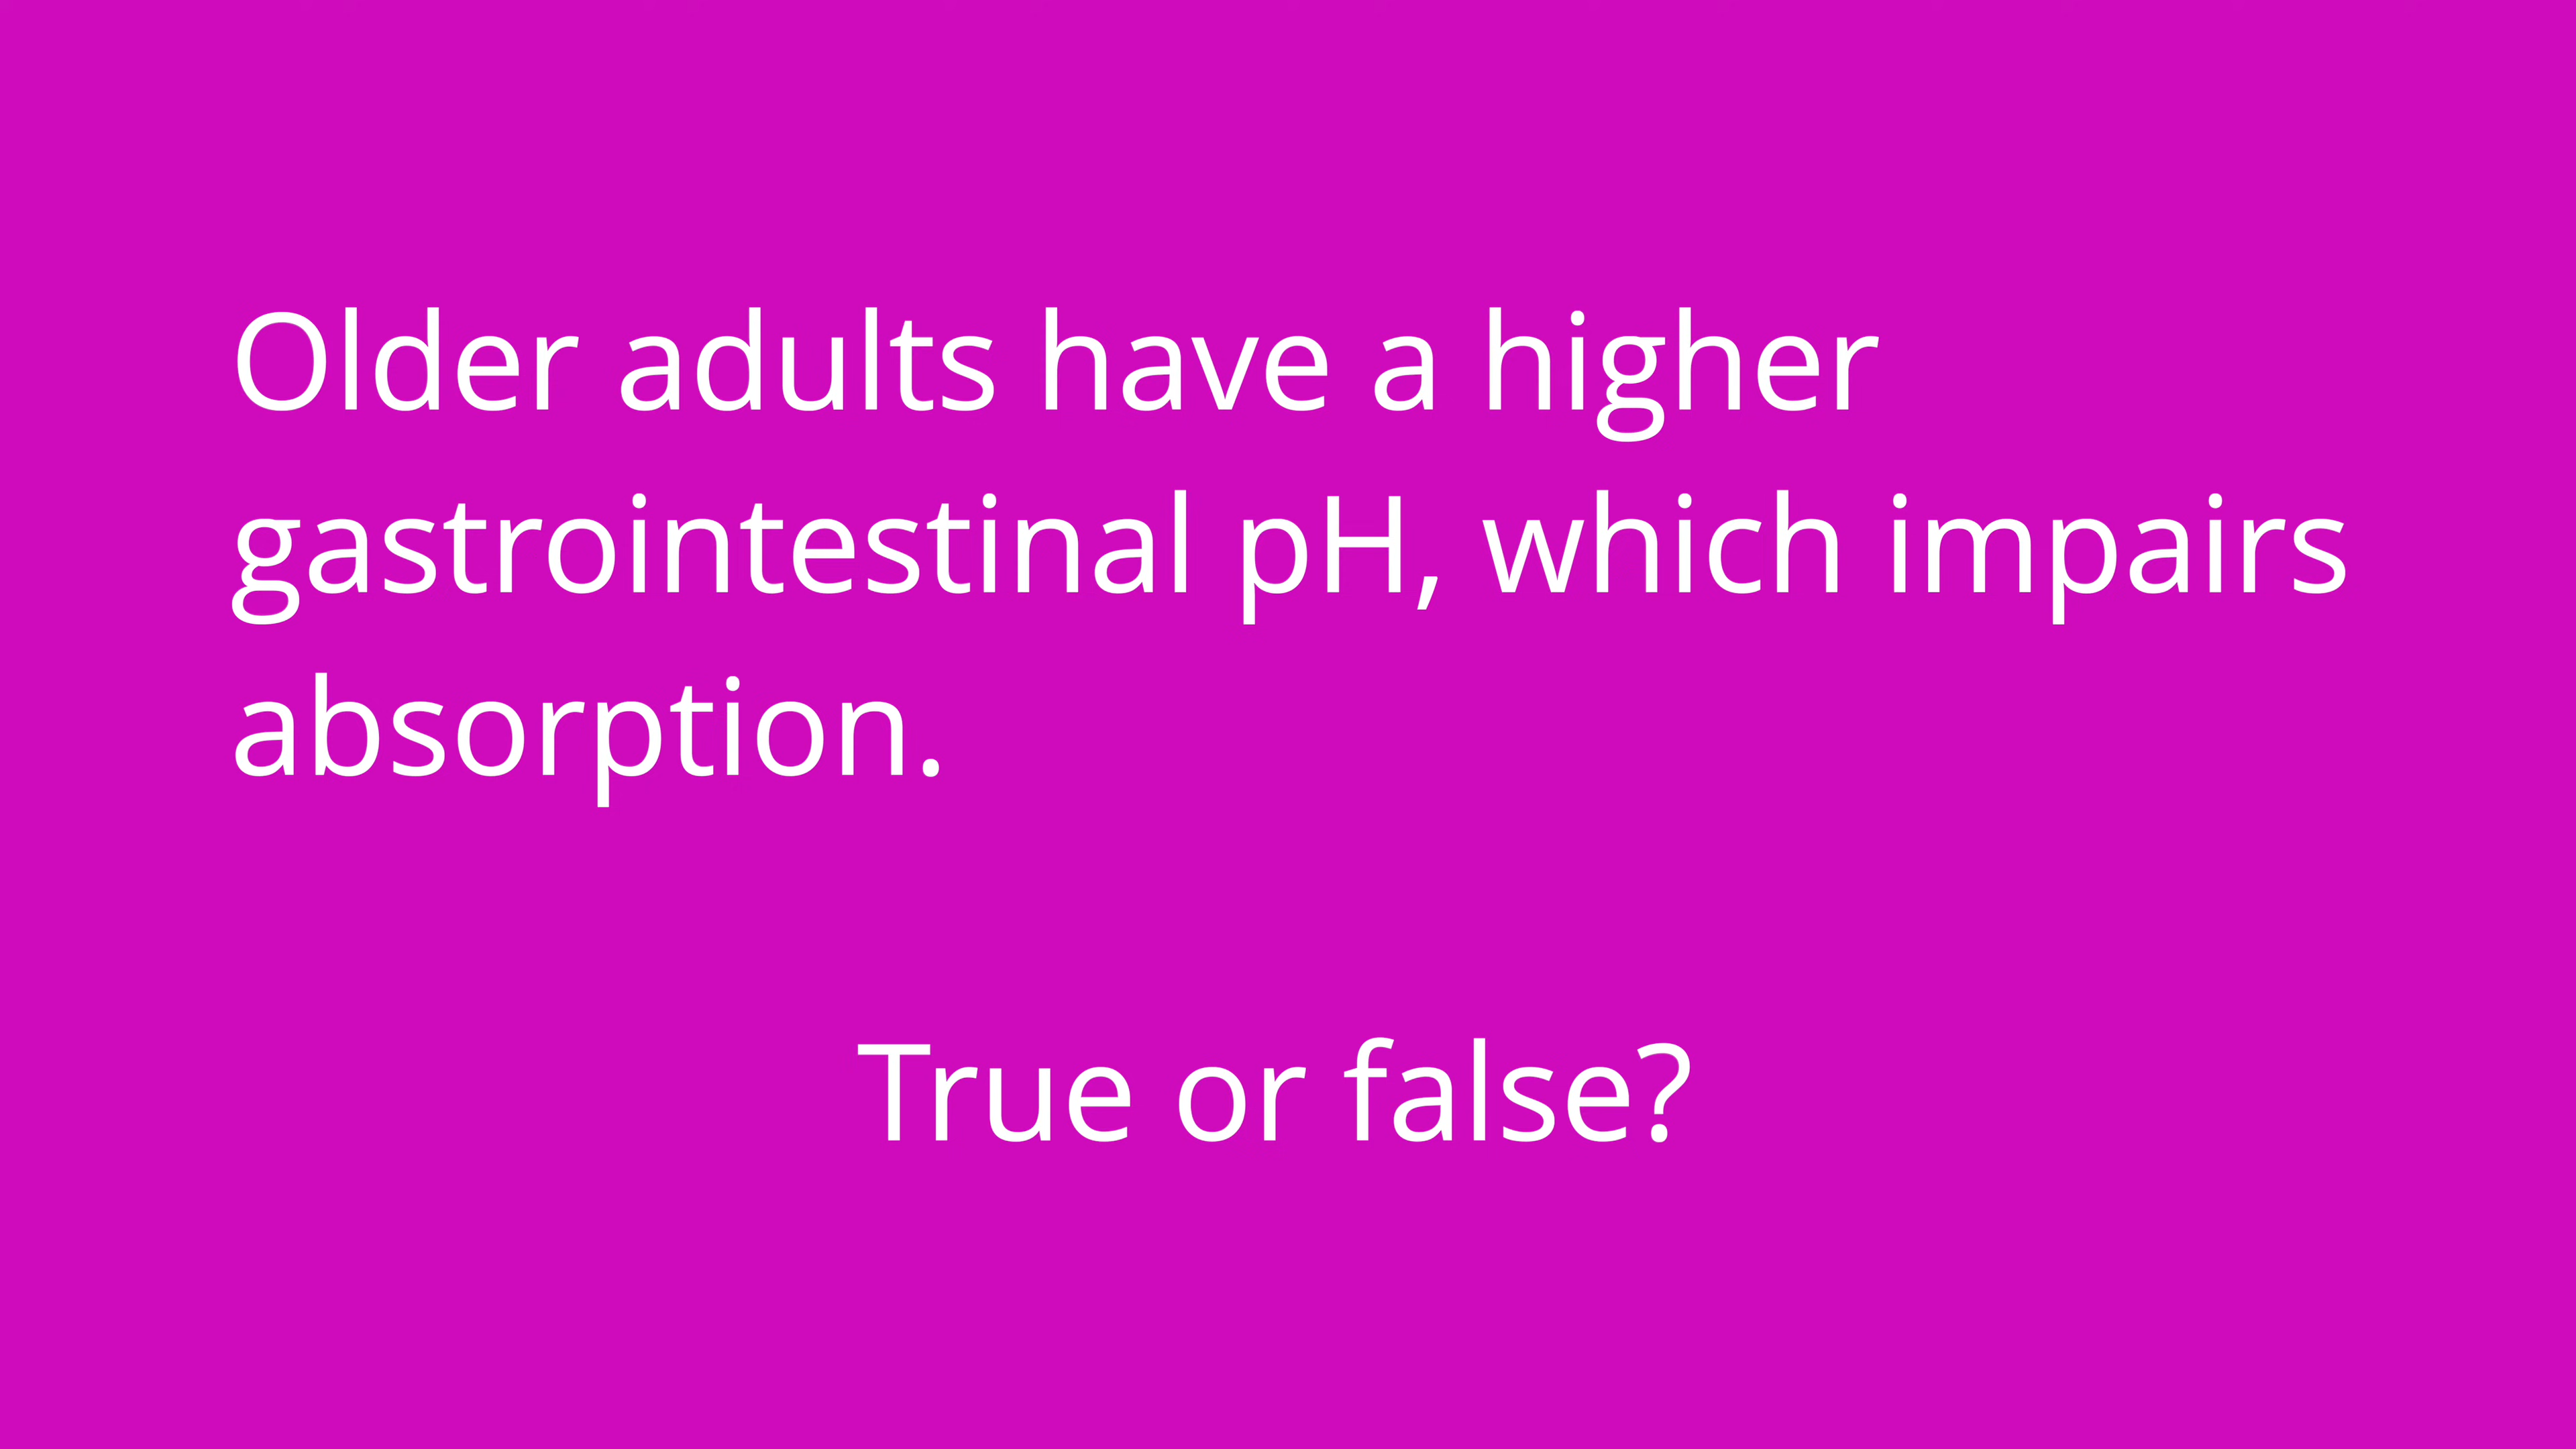 Older adults have a higher
gastrointestinal pH, which impairs
absorption.
True or false?